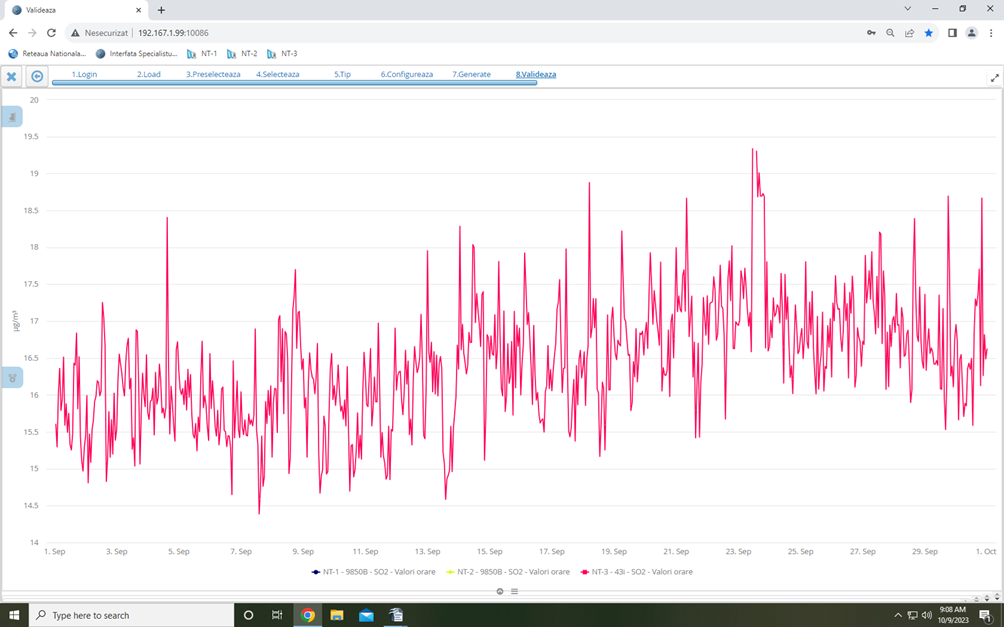 Valideaza
Nesecurizat | 192.167.1.99:10086
Reteaua Nationala... Interfata Specialistu... NT-1 NT-2 NT-3
1.Login 2.Load 3.Preselecteaza 4.Selecteaza 5.Tip 6.Configureaza 7.Generate 8.Valideaza
20
19.5
19
18.5
18
17.5
17
µg/m³
16.5
16
15.5
15
14.5
14
1. Sep 3. Sep 5. Sep 7. Sep 9. Sep 11. Sep 13. Sep 15. Sep 17. Sep 19. Sep 21. Sep 23. Sep 25. Sep 27. Sep 29. Sep 1. Oct
NT-1 - 9850B - SO2 - Valori orare NT-2 - 9850B - SO2 - Valori orare NT-3 - 43i - SO2 - Valori orare
Type here to search
9:08 AM
10/9/2023
1